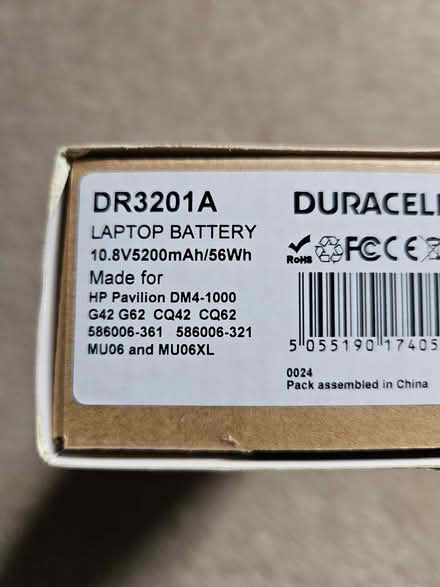 DR3201A
LAPTOP BATTERY
10.8V5200mAh/56Wh
Made for
HP Pavilion DM4-1000
G42 G62 CQ42 CQ62
586006-361 586006-321
MU06 and MU06XL
DURACELL
RoHS FC CE
5 055190 17405
0024
Pack assembled in China